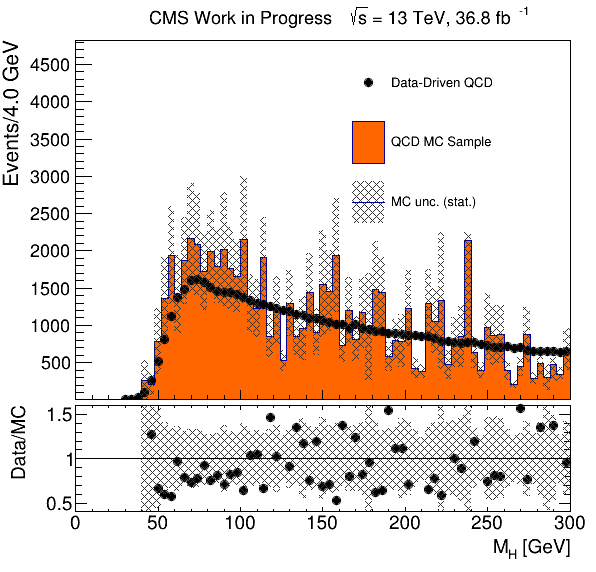 CMS Work in Progress √s = 13 TeV, 36.8 fb⁻¹
Events/4.0 GeV
4500
4000
3500
3000
2500
2000
1500
1000
500
Data-Driven QCD
QCD MC Sample
MC unc. (stat.)
Data/MC
1.5
1
0.5
0 50 100 150 200 250 300
M_H [GeV]